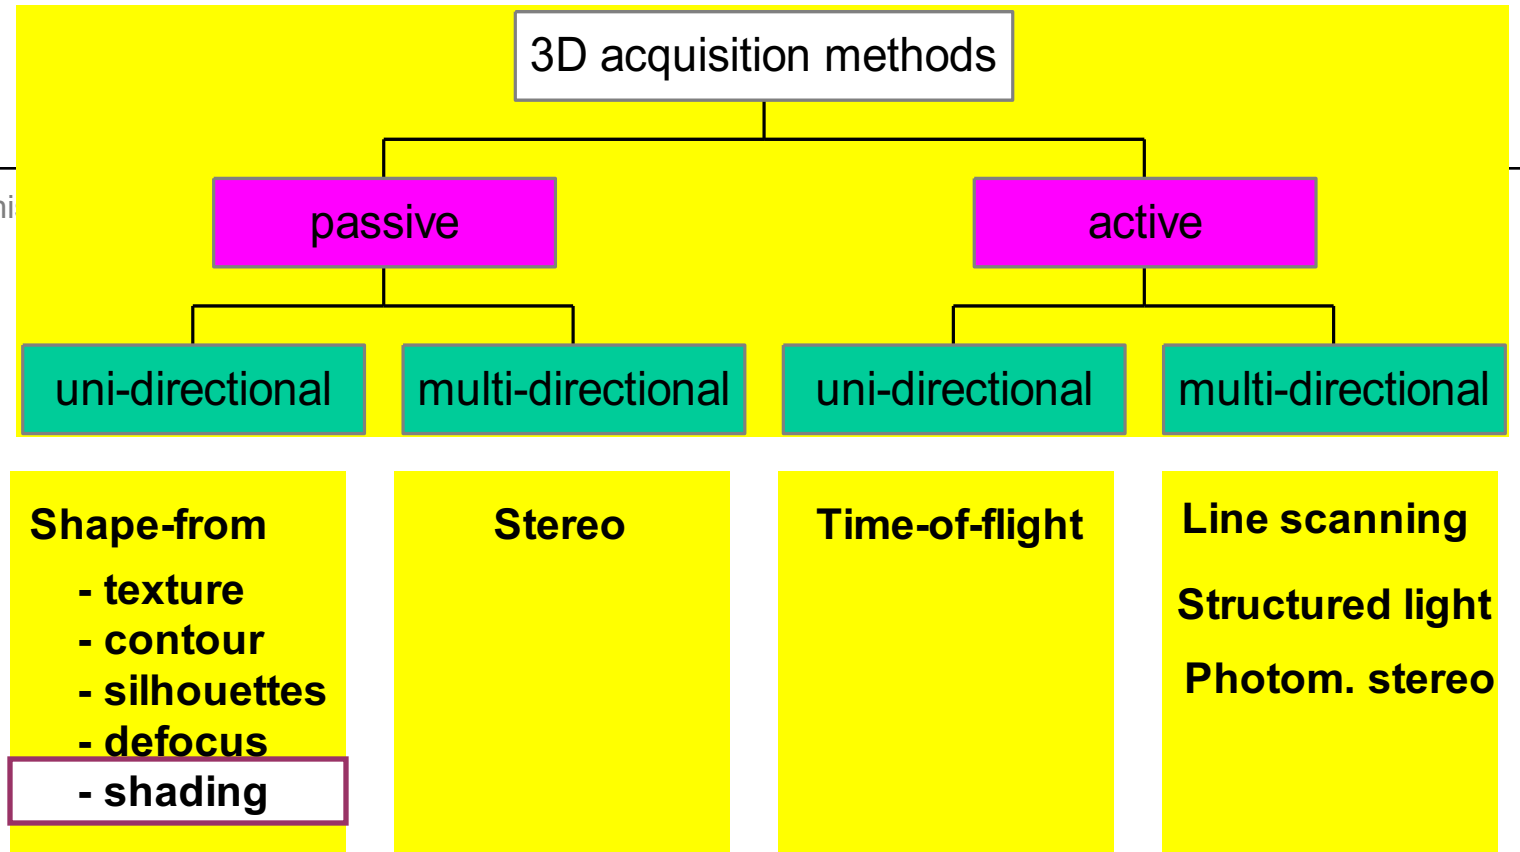 3D acquisition methods
passive
active
uni-directional
multi-directional
uni-directional
multi-directional
Shape-from
- texture
- contour
- silhouettes
- defocus
- shading
Stereo
Time-of-flight
Line scanning
Structured light
Photom. stereo